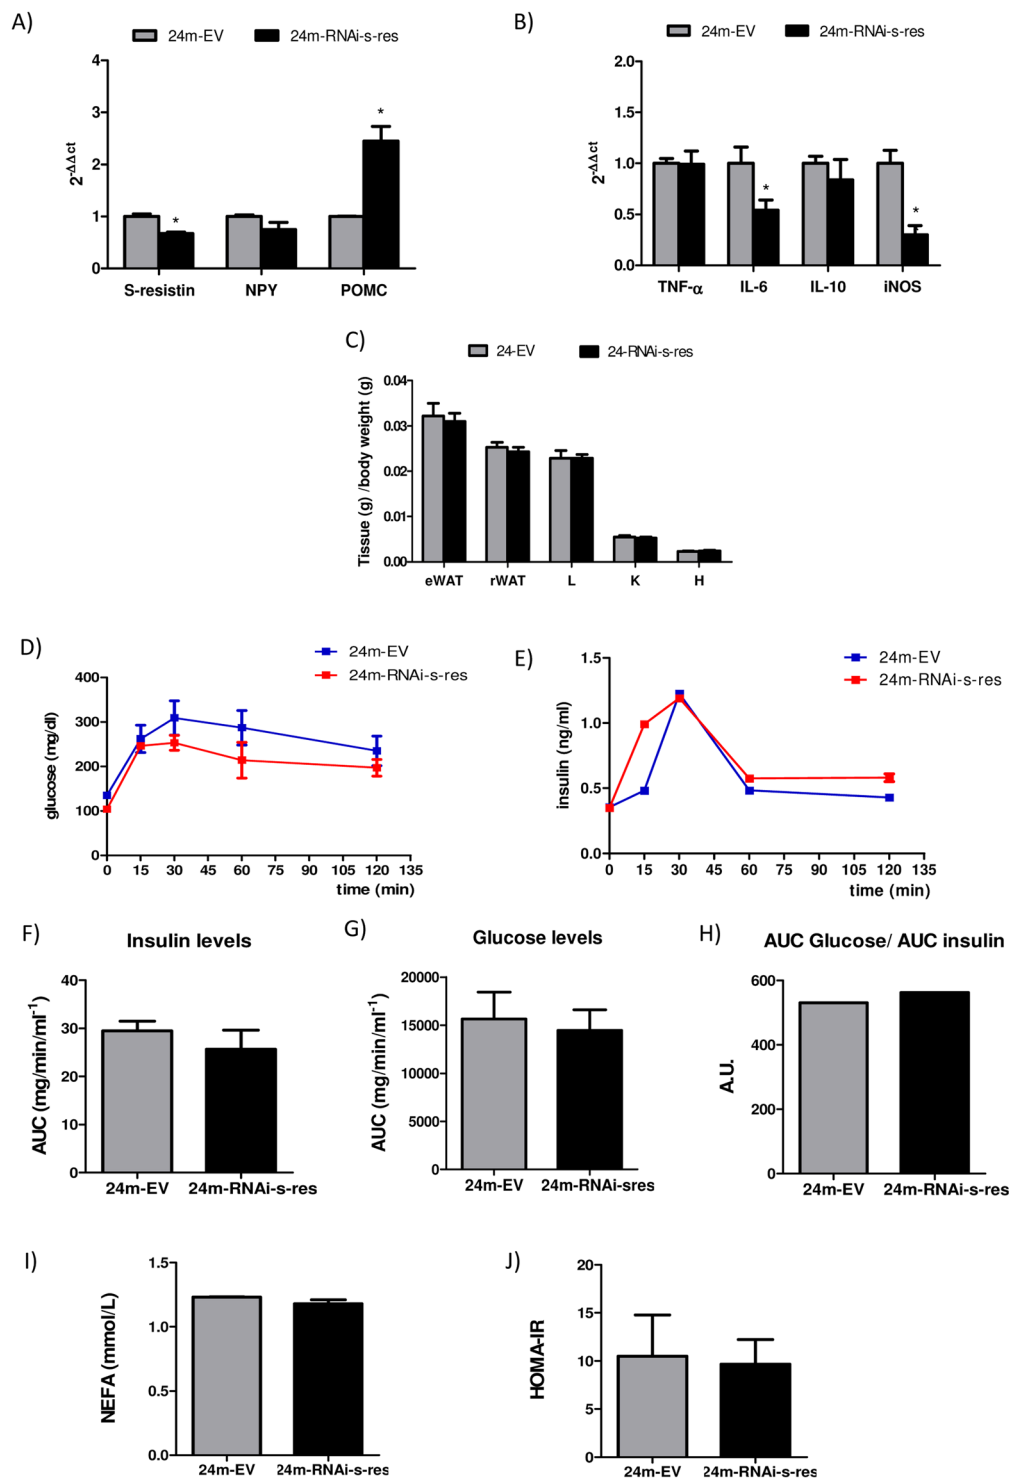 A)
24m-EV 24m-RNAi-s-res
2-ΔΔct
4
3
2
1
0
*
*
S-resistin NPY POMC
B)
24m-EV 24m-RNAi-s-res
2-ΔΔct
2.0
1.5
1.0
0.5
0.0
*
*
TNF-α IL-6 IL-10 iNOS
C)
24-EV 24-RNAi-s-res
Tissue (g) /body weight (g)
0.04
0.03
0.02
0.01
0.00
eWAT rWAT L K H
D)
24m-EV
24m-RNAi-s-res
glucose (mg/dl)
400
300
200
100
0
0 15 30 45 60 75 90 105 120 135
time (min)
E)
24m-EV
24m-RNAi-s-res
insulin (ng/ml)
1.5
1.0
0.5
0.0
0 15 30 45 60 75 90 105 120 135
time (min)
F)
Insulin levels
AUC (mg/min/ml-1)
40
30
20
10
0
24m-EV 24m-RNAi-s-res
G)
Glucose levels
AUC (mg/min/ml-1)
20000
15000
10000
5000
0
24m-EV 24m-RNAi-sres
H)
AUC Glucose/ AUC insulin
A.U.
600
400
200
0
24m-EV 24m-RNAi-s-res
I)
NEFA (mmol/L)
1.5
1.0
0.5
0.0
24m-EV 24m-RNAi-s-res
J)
HOMA-IR
20
15
10
5
0
24m-EV 24m-RNAi-s-res